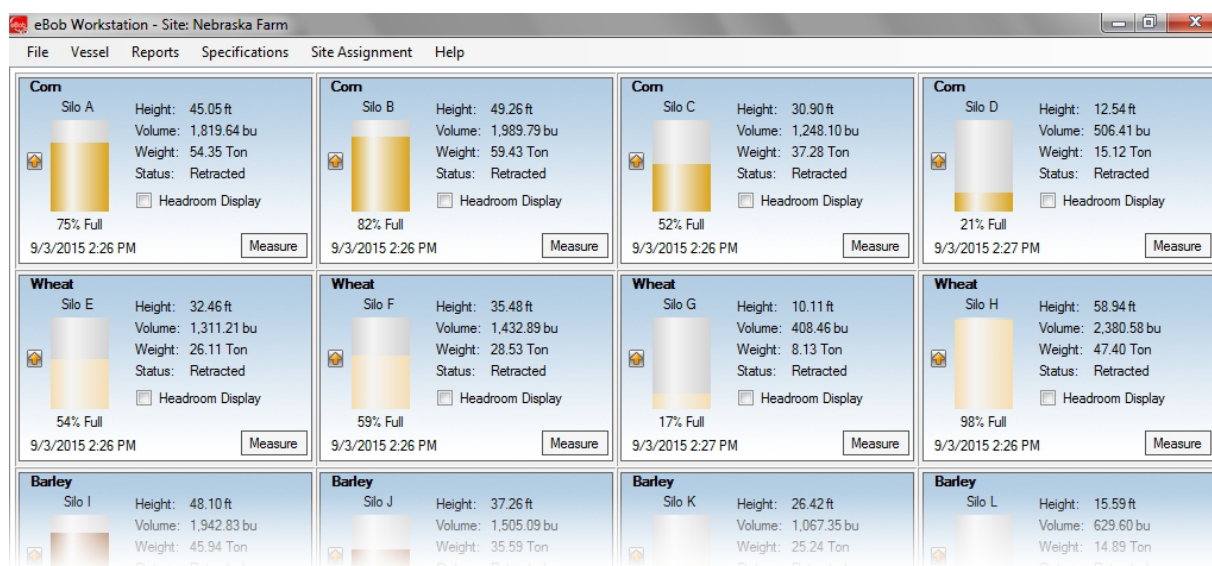 eBob Workstation - Site: Nebraska Farm
File Vessel Reports Specifications Site Assignment Help
Corn
Silo A
Height: 45.05 ft
Volume: 1,819.64 bu
Weight: 54.35 Ton
Status: Retracted
Headroom Display
75% Full
9/3/2015 2:26 PM
Measure
Corn
Silo B
Height: 49.26 ft
Volume: 1,989.79 bu
Weight: 59.43 Ton
Status: Retracted
Headroom Display
82% Full
9/3/2015 2:26 PM
Measure
Corn
Silo C
Height: 30.90 ft
Volume: 1,248.10 bu
Weight: 37.28 Ton
Status: Retracted
Headroom Display
52% Full
9/3/2015 2:26 PM
Measure
Corn
Silo D
Height: 12.54 ft
Volume: 506.41 bu
Weight: 15.12 Ton
Status: Retracted
Headroom Display
21% Full
9/3/2015 2:27 PM
Measure
Wheat
Silo E
Height: 32.46 ft
Volume: 1,311.21 bu
Weight: 26.11 Ton
Status: Retracted
Headroom Display
54% Full
9/3/2015 2:26 PM
Measure
Wheat
Silo F
Height: 35.48 ft
Volume: 1,432.89 bu
Weight: 28.53 Ton
Status: Retracted
Headroom Display
59% Full
9/3/2015 2:26 PM
Measure
Wheat
Silo G
Height: 10.11 ft
Volume: 408.46 bu
Weight: 8.13 Ton
Status: Retracted
Headroom Display
17% Full
9/3/2015 2:27 PM
Measure
Wheat
Silo H
Height: 58.94 ft
Volume: 2,380.58 bu
Weight: 47.40 Ton
Status: Retracted
Headroom Display
98% Full
9/3/2015 2:26 PM
Measure
Barley
Silo I
Height: 48.10 ft
Volume: 1,942.83 bu
Weight: 45.94 Ton
Barley
Silo J
Height: 37.26 ft
Volume: 1,505.09 bu
Weight: 35.59 Ton
Barley
Silo K
Height: 26.42 ft
Volume: 1,067.35 bu
Weight: 25.24 Ton
Barley
Silo L
Height: 15.59 ft
Volume: 629.60 bu
Weight: 14.89 Ton